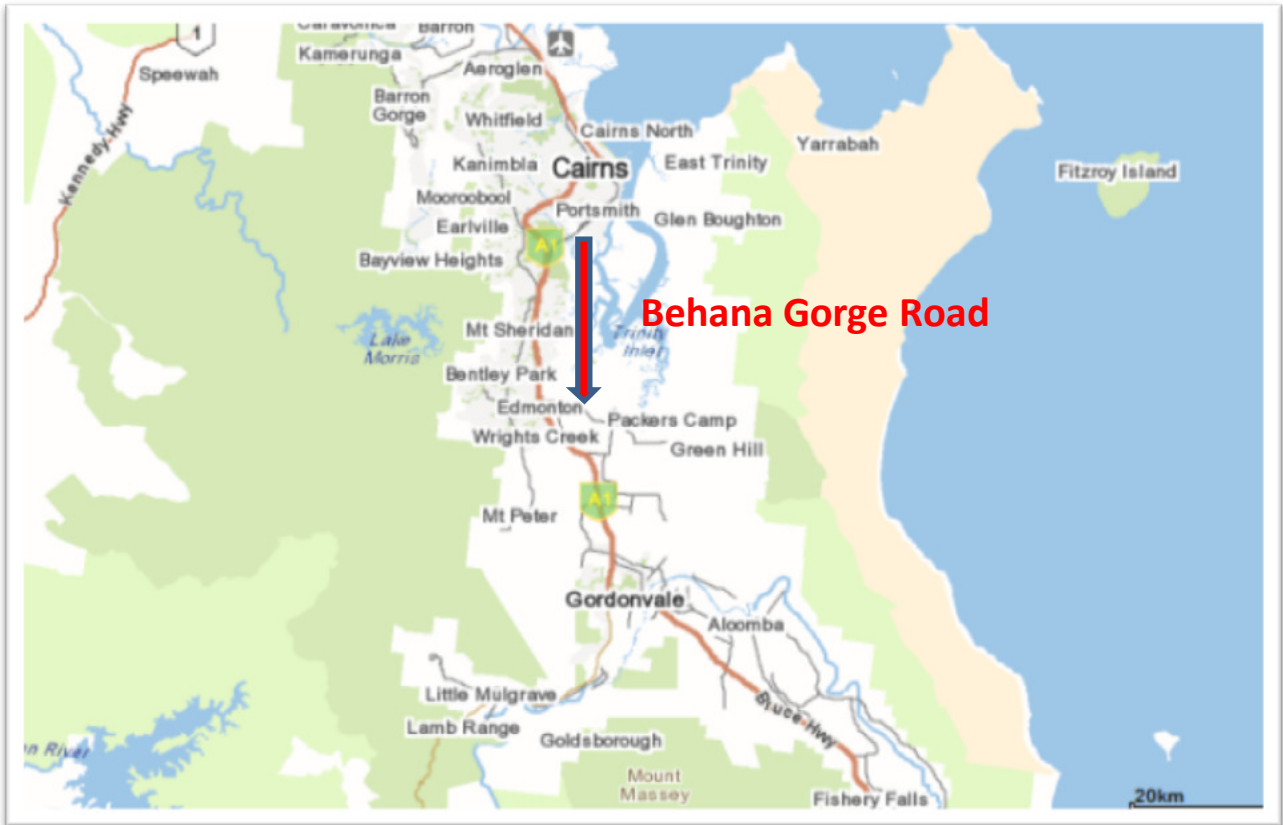 Caravonica
Barron
1
Kamerunga
Speewah
Aeroglen
Barron
Gorge
Whitfield
Kennedy Hwy
Cairns North
Yarrabah
Kanimbla
Cairns
East Trinity
Fitzroy Island
Mooroobool
Portsmith
Glen Boughton
Earlville
A1
Bayview Heights
Behana Gorge Road
Mt Sheridan
Trinity
Inlet
Lake
Morris
Bentley Park
Edmonton
Packers Camp
Wrights Creek
Green Hill
A1
Mt Peter
Gordonvale
Aloomba
Little Mulgrave
Bruce Hwy
Lamb Range
Goldsborough
n River
Mount
Massey
Fishery Falls
20km